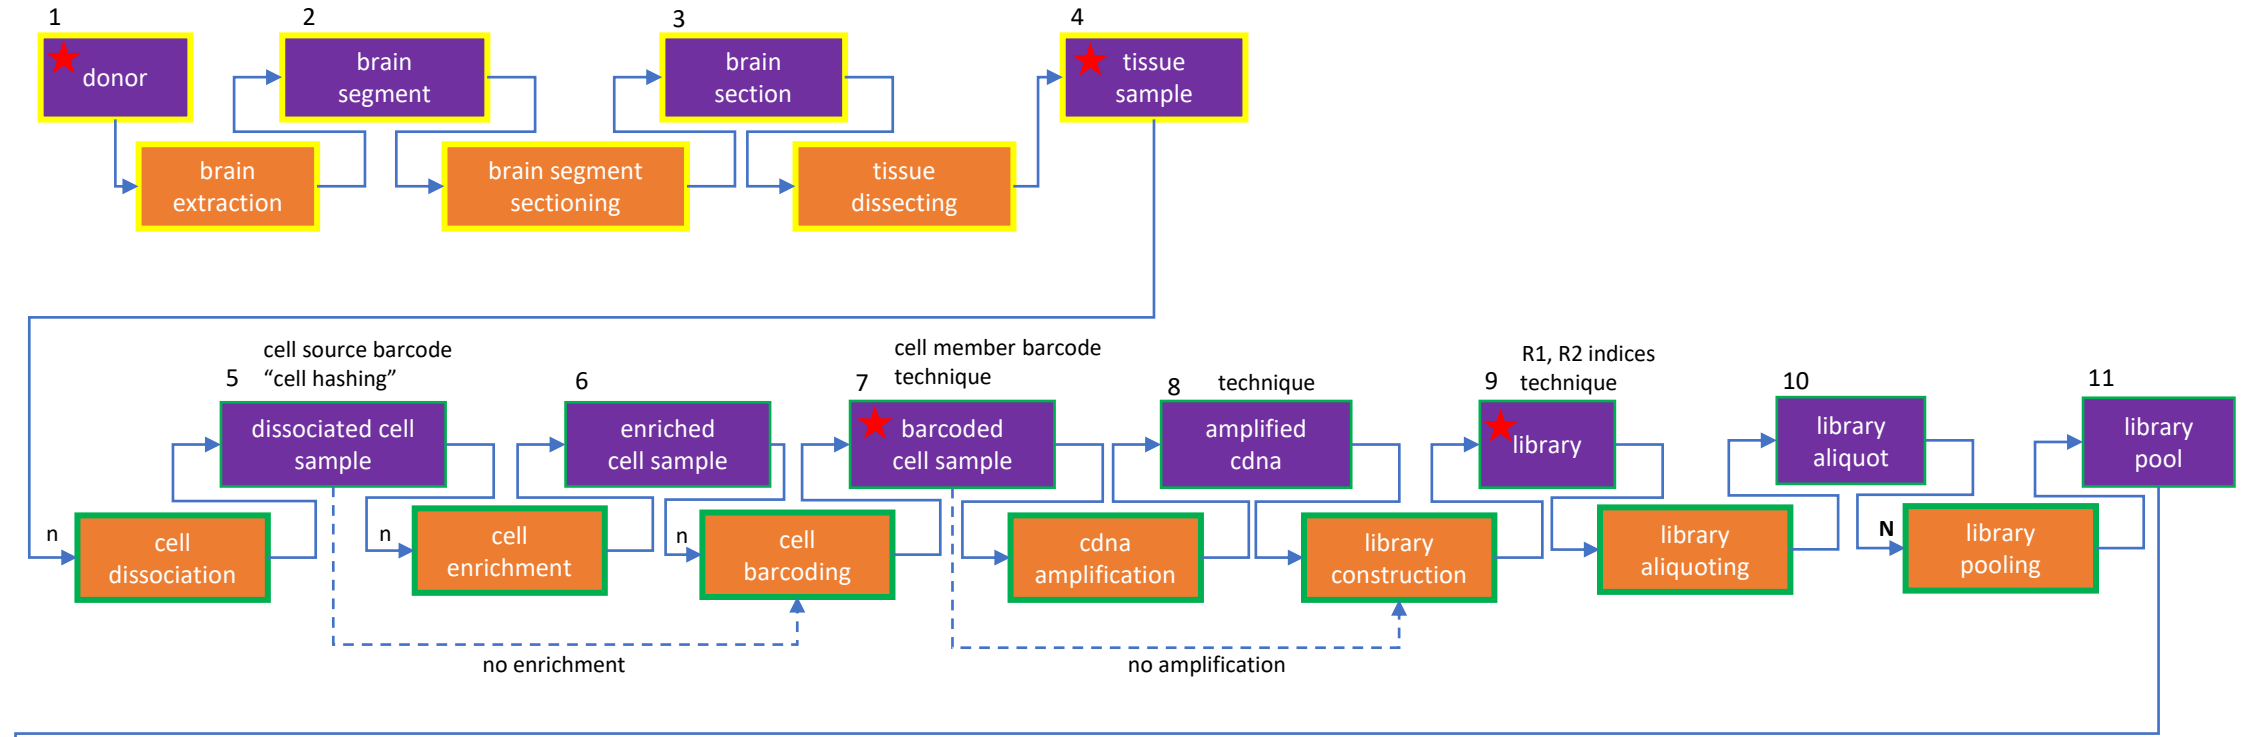 1
2
3
4
donor
brain
segment
brain
section
tissue
sample
brain
extraction
brain segment
sectioning
tissue
dissecting
cell source barcode
"cell hashing"
cell member barcode
technique
technique
R1, R2 indices
technique
5
6
7
8
9
10
11
dissociated cell
sample
enriched
cell sample
barcoded
cell sample
amplified
cdna
library
library
aliquot
library
pool
n
cell
dissociation
n
cell
enrichment
n
cell
barcoding
cdna
amplification
library
construction
library
aliquoting
N
library
pooling
no enrichment
no amplification